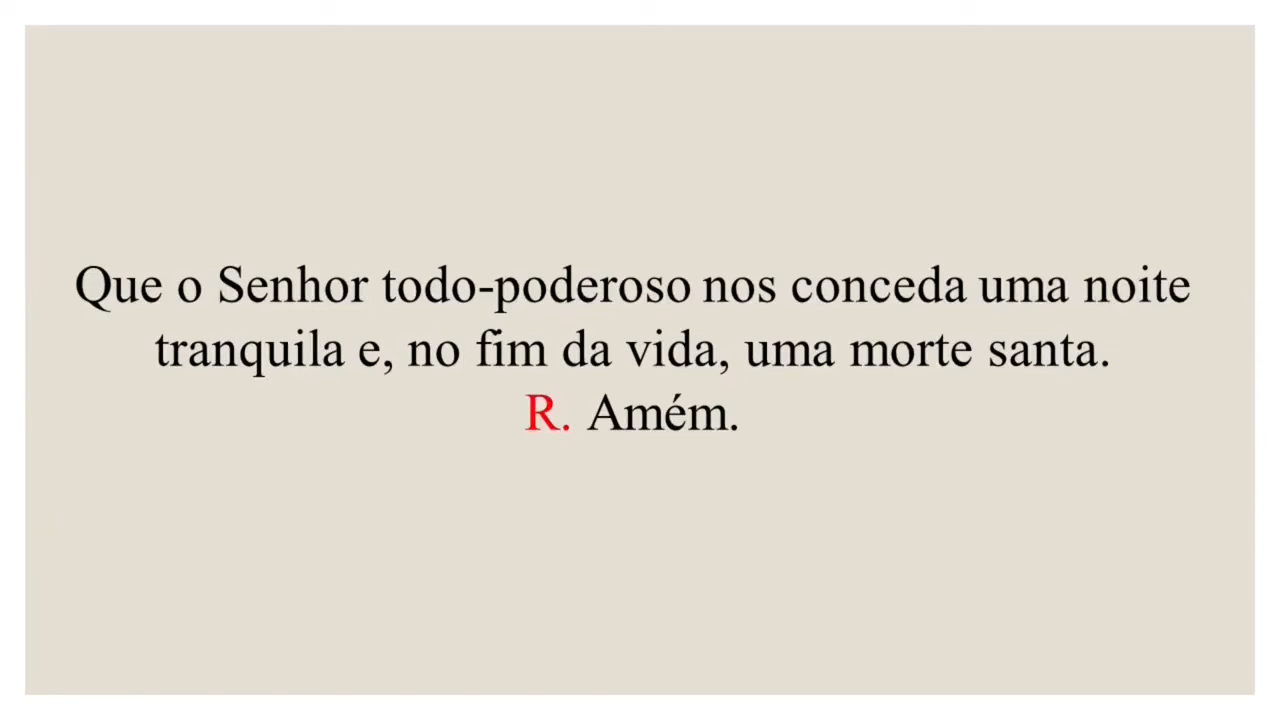 Que o Senhor todo-poderoso nos conceda uma noite
tranquila e, no fim da vida, uma morte santa.
R. Amém.